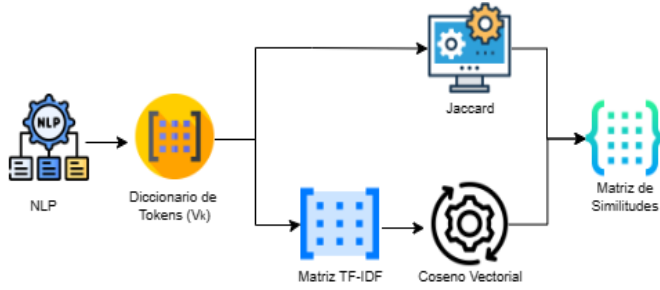 NLP
NLP
Diccionario de
Tokens (Vk)
Jaccard
Matriz TF-IDF
Coseno Vectorial
Matriz de
Similitudes